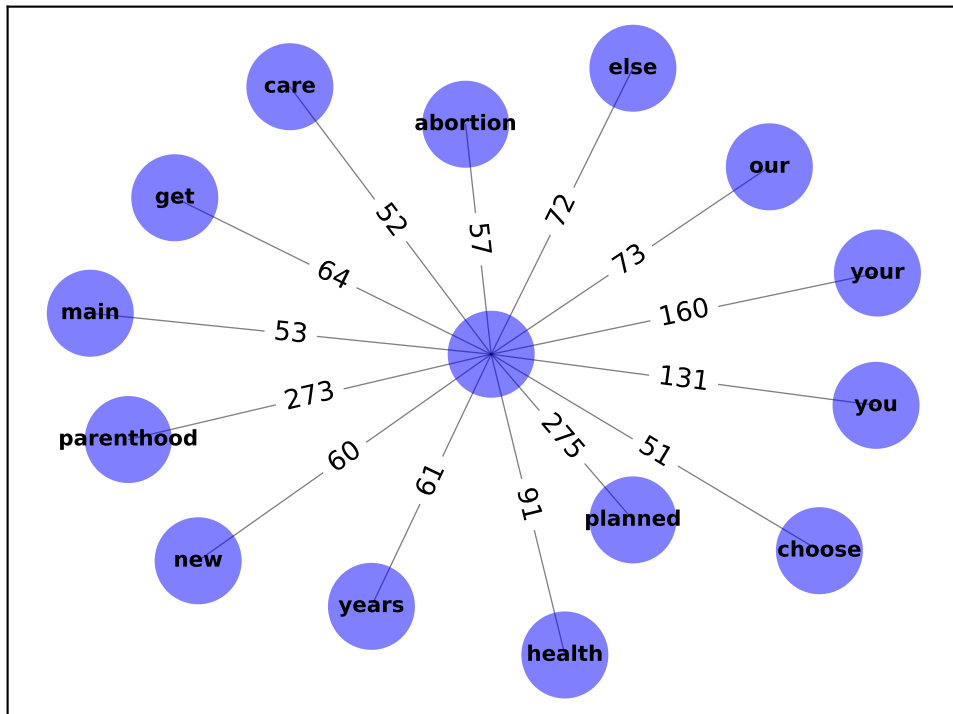 else
care
abortion
our
get
52
72
57
your
73
64
main
160
53
131
you
273
parenthood
275
51
60
61
91
planned
choose
new
years
health